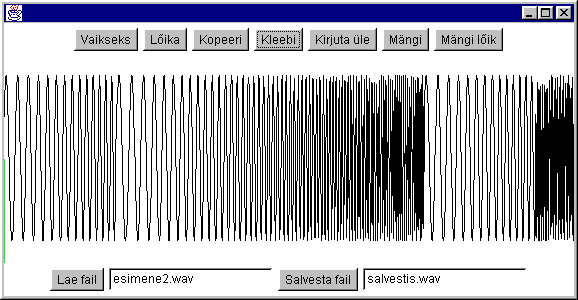 Vaikseks Lõika Kopeeri Kleebi Kirjuta üle Mängi Mängi lõik
Lae fail esimene2.wav Salvesta fail salvestis.wav